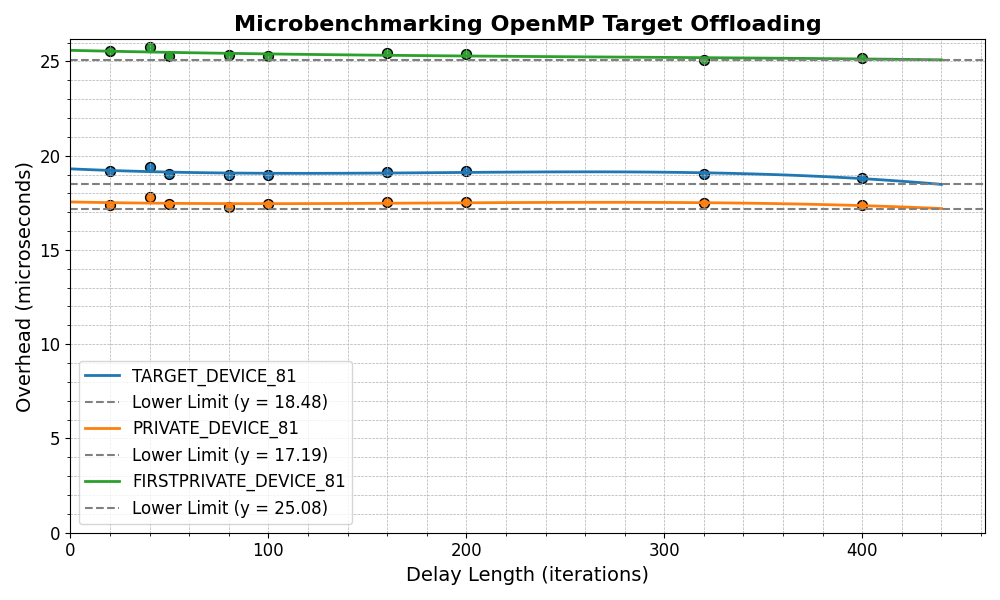 Microbenchmarking OpenMP Target Offloading
Overhead (microseconds)
25
20
15
10
5
0
TARGET_DEVICE_81
Lower Limit (y = 18.48)
PRIVATE_DEVICE_81
Lower Limit (y = 17.19)
FIRSTPRIVATE_DEVICE_81
Lower Limit (y = 25.08)
0 100 200 300 400
Delay Length (iterations)